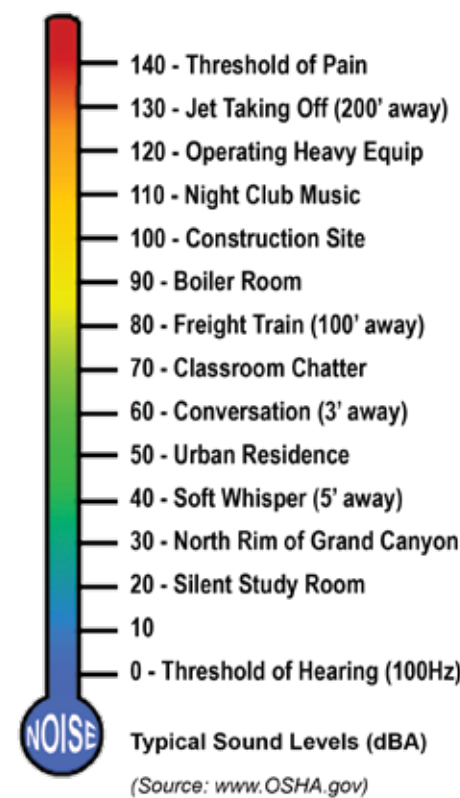 140 - Threshold of Pain
130 - Jet Taking Off (200’ away)
120 - Operating Heavy Equip
110 - Night Club Music
100 - Construction Site
90 - Boiler Room
80 - Freight Train (100’ away)
70 - Classroom Chatter
60 - Conversation (3’ away)
50 - Urban Residence
40 - Soft Whisper (5’ away)
30 - North Rim of Grand Canyon
20 - Silent Study Room
10
0 - Threshold of Hearing (100Hz)
NOISE
Typical Sound Levels (dBA)
(Source: www.OSHA.gov)